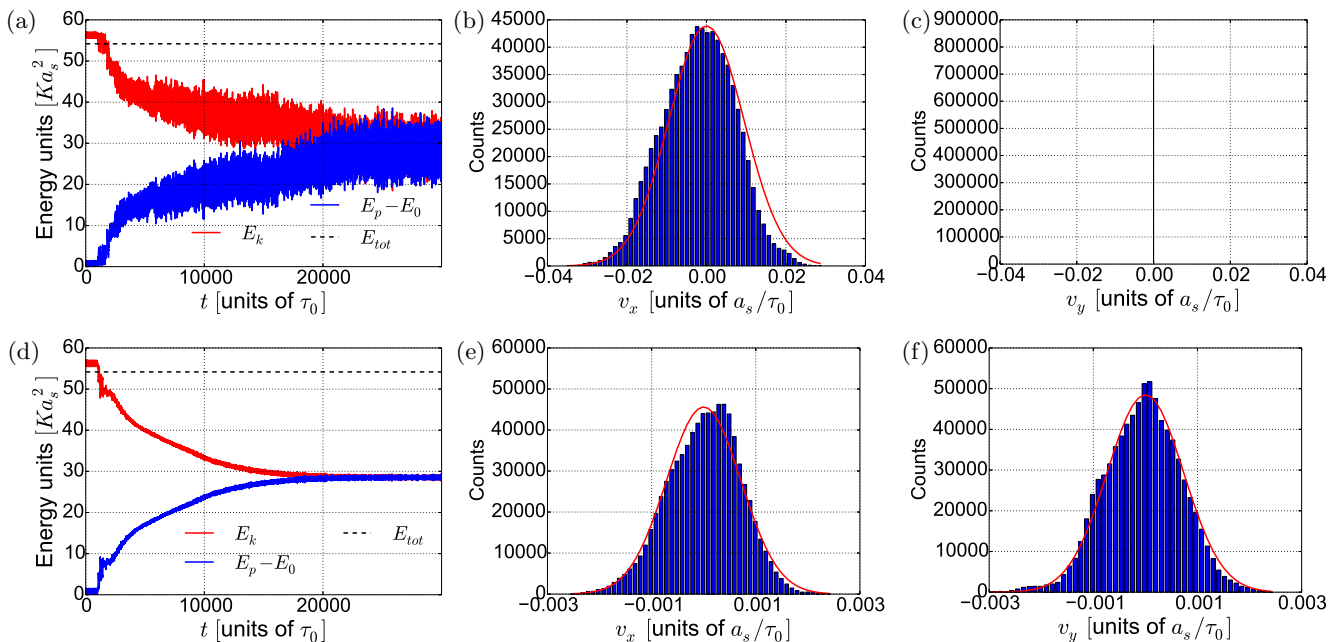 (a)
60
50
40
30
20
10
0
Energy units [Ka_s^2]
E_p−E_0
E_k
E_tot
0
10000
20000
t [units of τ_0]
(b)
45000
40000
35000
30000
25000
20000
15000
10000
5000
0
Counts
−0.04
−0.02
0.00
0.02
0.04
v_x [units of a_s/τ_0]
(c)
900000
800000
700000
600000
500000
400000
300000
200000
100000
0
Counts
−0.04
−0.02
0.00
0.02
0.04
v_y [units of a_s/τ_0]
(d)
60
50
40
30
20
10
0
Energy units [Ka_s^2]
E_k
E_tot
E_p−E_0
0
10000
20000
t [units of τ_0]
(e)
50000
40000
30000
20000
10000
0
Counts
−0.003
−0.001
0.001
0.003
v_x [units of a_s/τ_0]
(f)
60000
50000
40000
30000
20000
10000
0
Counts
−0.003
−0.001
0.001
0.003
v_y [units of a_s/τ_0]